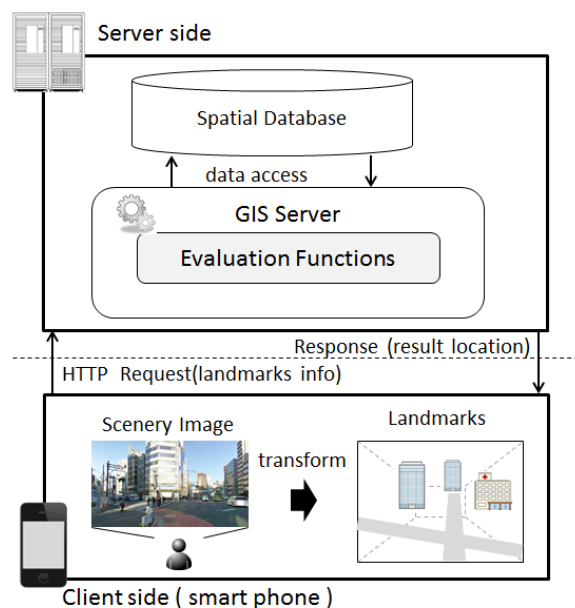 Server side
Spatial Database
data access
GIS Server
Evaluation Functions
Response (result location)
HTTP Request(landmarks info)
Scenery Image
Landmarks
transform
Client side ( smart phone )